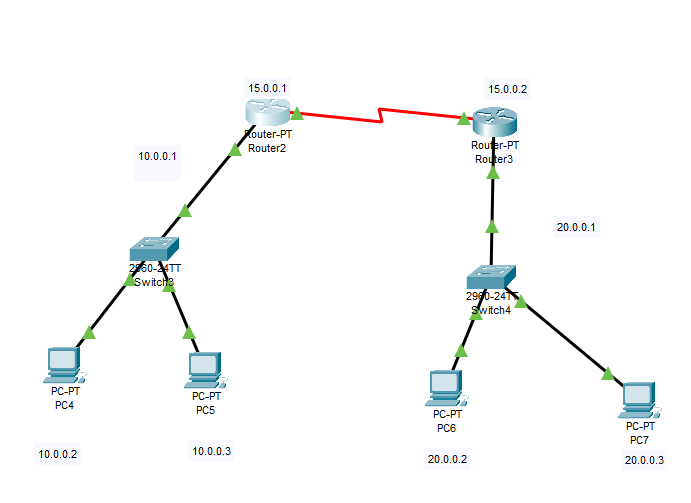 15.0.0.1
15.0.0.2
Router-PT
Router2
Router-PT
Router3
10.0.0.1
20.0.0.1
2960-24TT
Switch3
2960-24TT
Switch4
PC-PT
PC4
PC-PT
PC5
PC-PT
PC6
PC-PT
PC7
10.0.0.2
10.0.0.3
20.0.0.2
20.0.0.3